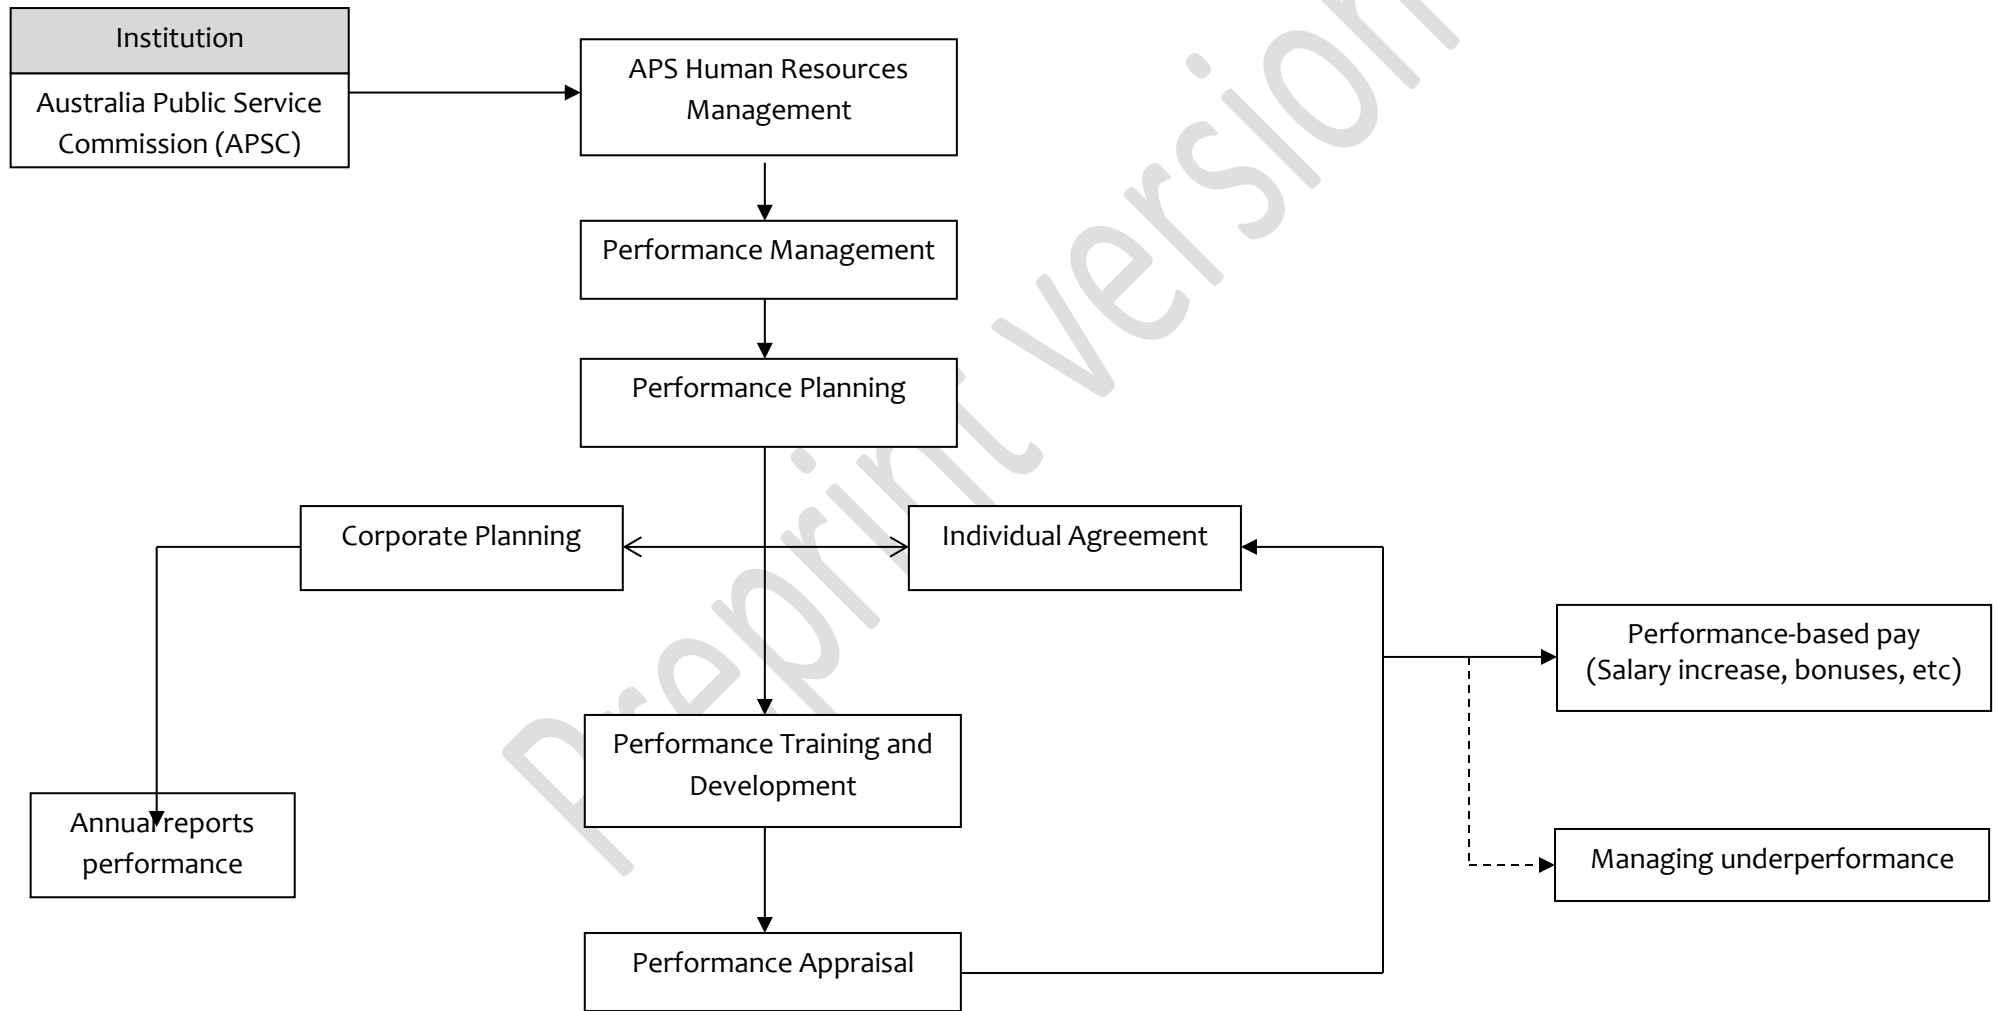 Institution
Australia Public Service
Commission (APSC)
APS Human Resources
Management
Performance Management
Performance Planning
Corporate Planning
Individual Agreement
Performance-based pay
(Salary increase, bonuses, etc)
Performance Training and
Development
Annual reports
performance
Managing underperformance
Performance Appraisal
Preprint version